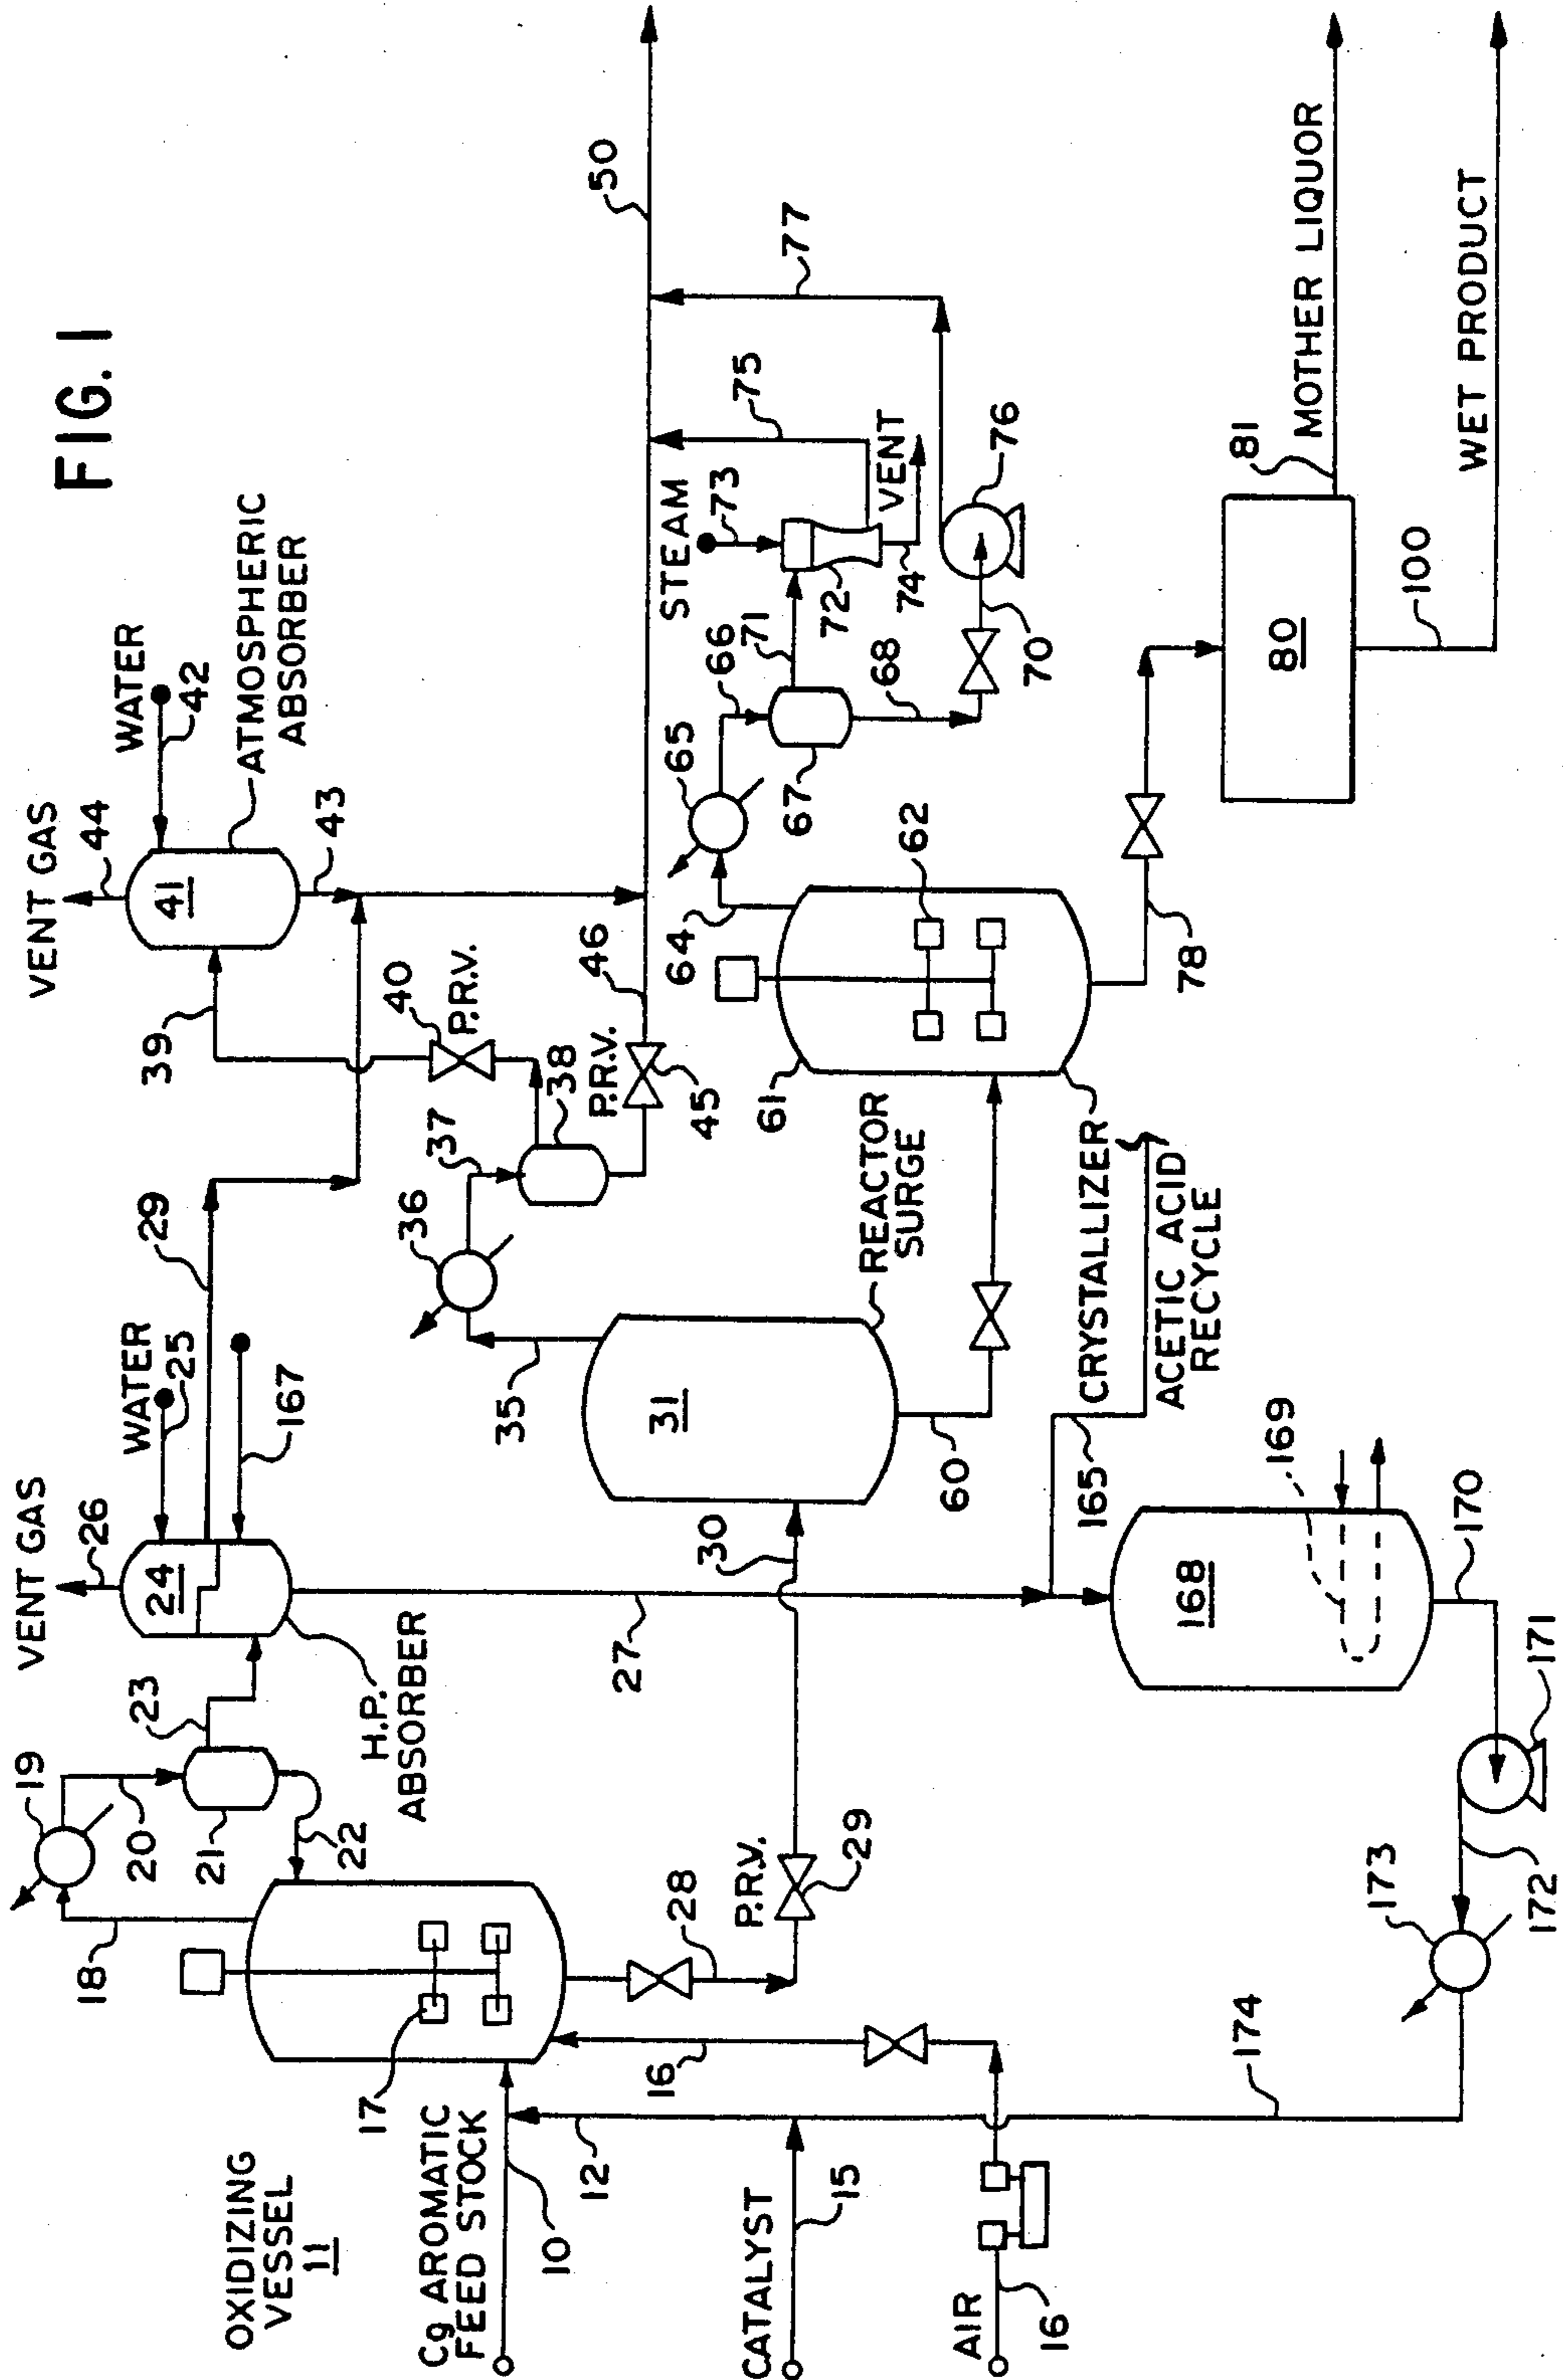 FIG. 1
VENT GAS
26
WATER
25
24
H.P.
ABSORBER
167
29
VENT GAS
44
WATER
42
41
ATMOSPHERIC
ABSORBER
43
39
40
P.R.V.
19
18
20
21
22
23
37
36
38
P.R.V.
45
46
50
35
31
REACTOR
SURGE
30
60
27
OXIDIZING
VESSEL
11
17
C9 AROMATIC
FEED STOCK
10
12
CATALYST
15
AIR
16
16
28
P.R.V.
29
61
62
64
65
66
67
68
70
71
72
STEAM
73
74
VENT
75
76
77
78
CRYSTALLIZER
165
ACETIC ACID
RECYCLE
80
81
MOTHER LIQUOR
100
WET PRODUCT
168
169
170
171
172
173
174